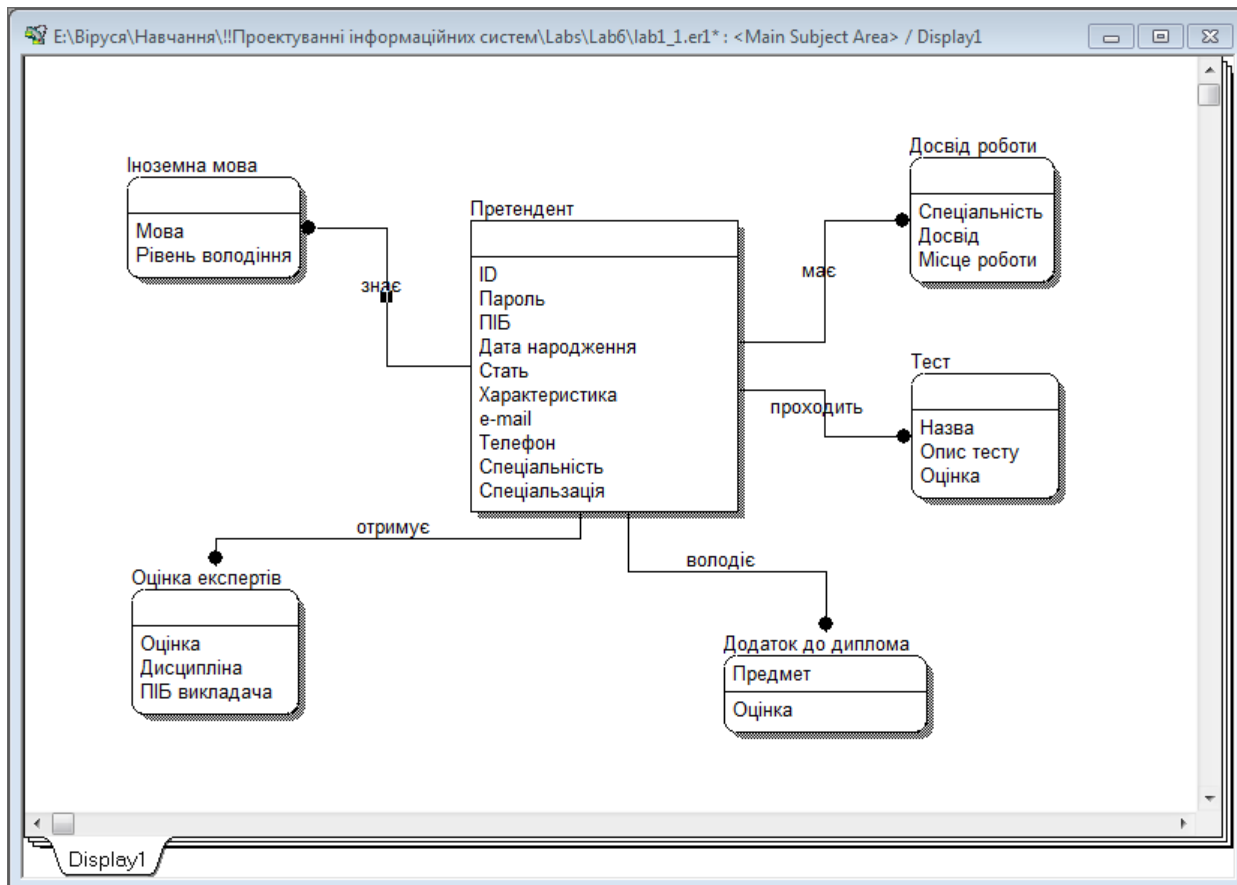 E:\Віруся\Навчання\!!Проектуванні інформаційних систем\Labs\Lab6\lab1_1.er1* : <Main Subject Area> / Display1
Іноземна мова
Мова
Рівень володіння
знає
Претендент
ID
Пароль
ПІБ
Дата народження
Стать
Характеристика
e-mail
Телефон
Спеціальність
Спеціальзація
має
Досвід роботи
Спеціальність
Досвід
Місце роботи
проходить
Тест
Назва
Опис тесту
Оцінка
отримує
Оцінка експертів
Оцінка
Дисципліна
ПІБ викладача
володіє
Додаток до диплома
Предмет
Оцінка
Display1